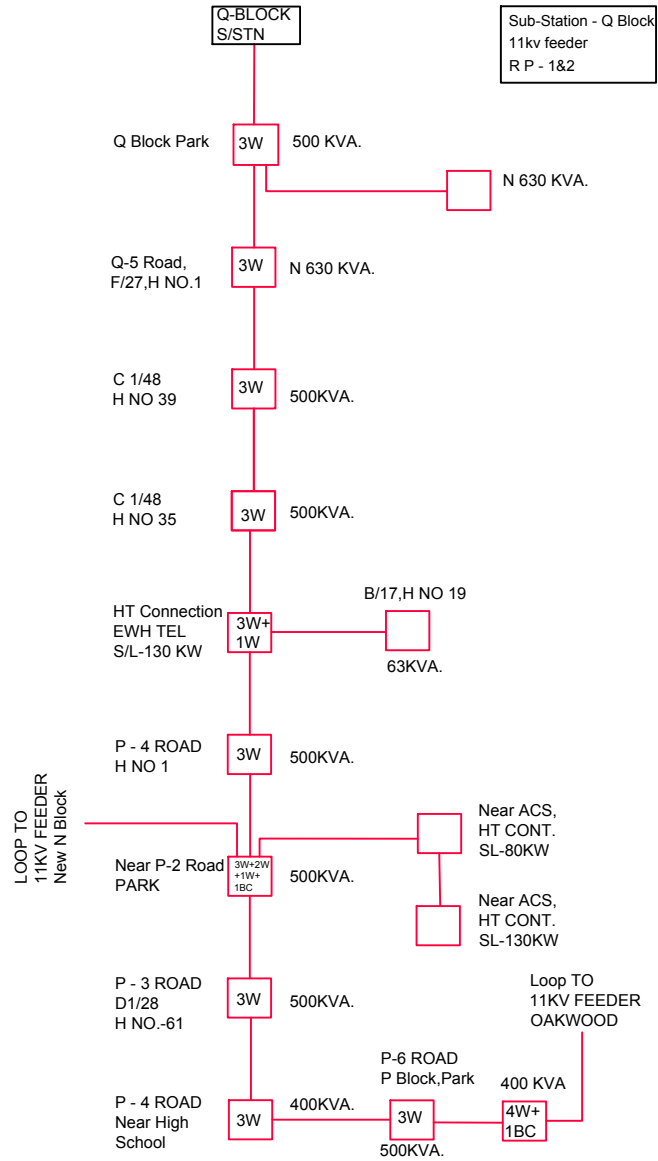 Q-BLOCK
S/STN
Sub-Station - Q Block
11kv feeder
R P - 1&2
Q Block Park
3W
500 KVA.
N 630 KVA.
Q-5 Road,
F/27,H NO.1
3W
N 630 KVA.
C 1/48
H NO 39
3W
500KVA.
C 1/48
H NO 35
3W
500KVA.
HT Connection
EWH TEL
S/L-130 KW
3W+
1W
B/17,H NO 19
63KVA.
P - 4 ROAD
H NO 1
3W
500KVA.
LOOP TO
11KV FEEDER
New N Block
Near P-2 Road
PARK
3W+2W
+1W+
1BC
500KVA.
Near ACS,
HT CONT.
SL-80KW
Near ACS,
HT CONT.
SL-130KW
P - 3 ROAD
D1/28
H NO.-61
3W
500KVA.
Loop TO
11KV FEEDER
OAKWOOD
P - 4 ROAD
Near High
School
3W
400KVA.
P-6 ROAD
P Block,Park
3W
500KVA.
400 KVA
4W+
1BC